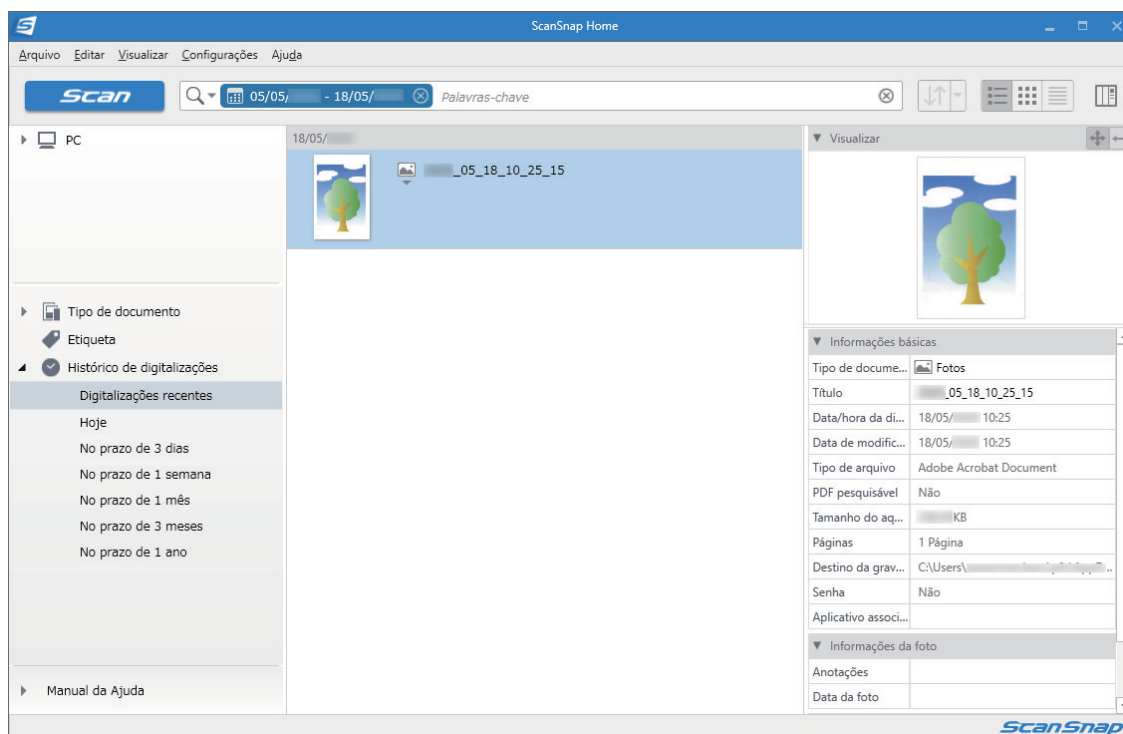 ScanSnap Home
Arquivo Editar Visualizar Configurações Ajuda
Scan
05/05/ - 18/05/ Palavras-chave
PC
18/05/
_05_18_10_25_15
Visualizar
Tipo de documento
Etiqueta
Histórico de digitalizações
Digitalizações recentes
Hoje
No prazo de 3 dias
No prazo de 1 semana
No prazo de 1 mês
No prazo de 3 meses
No prazo de 1 ano
Manual da Ajuda
Informações básicas
Tipo de docume... Fotos
Título _05_18_10_25_15
Data/hora da di... 18/05/ 10:25
Data de modific... 18/05/ 10:25
Tipo de arquivo Adobe Acrobat Document
PDF pesquisável Não
Tamanho do aq... KB
Páginas 1 Página
Destino da grav... C:\Users\ ...
Senha Não
Aplicativo associ...
Informações da foto
Anotações
Data da foto
ScanSnap